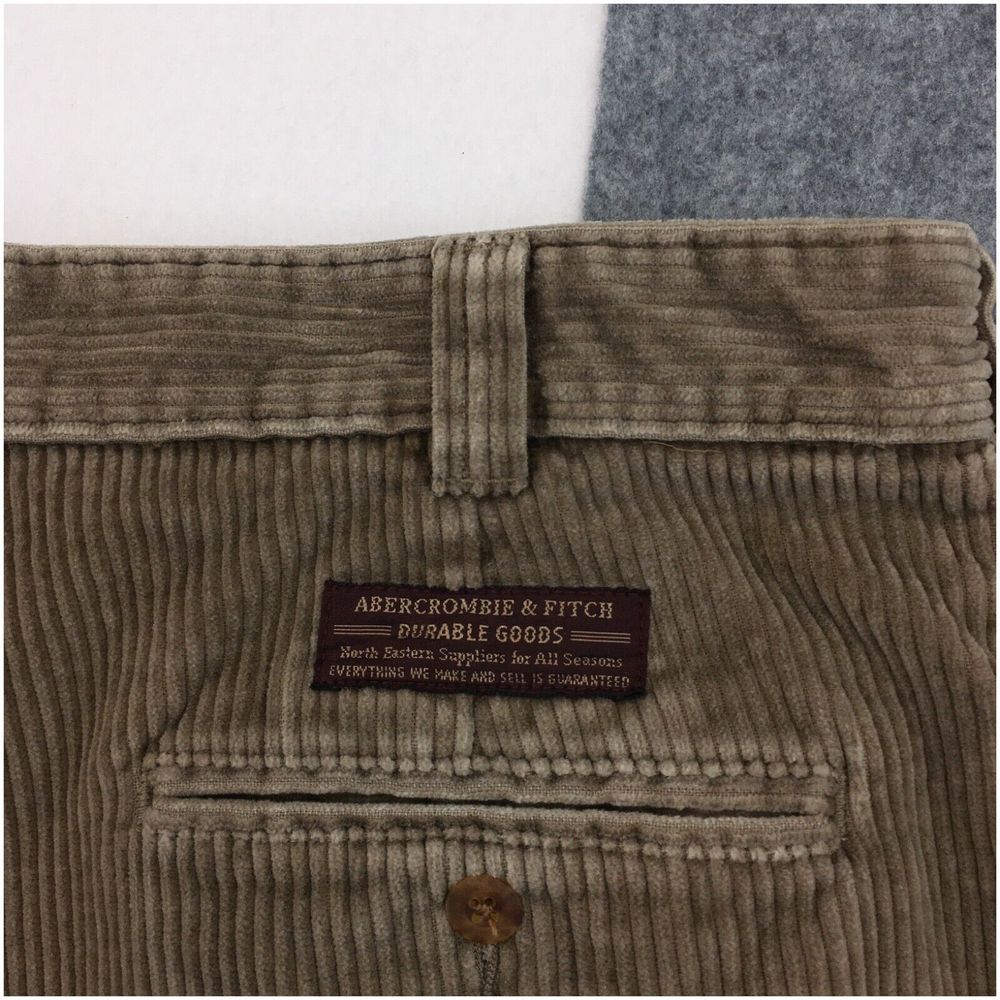 ABERCROMBIE & FITCH
DURABLE GOODS
North Eastern Suppliers for All Seasons
EVERYTHING WE MAKE AND SELL IS GUARANTEED